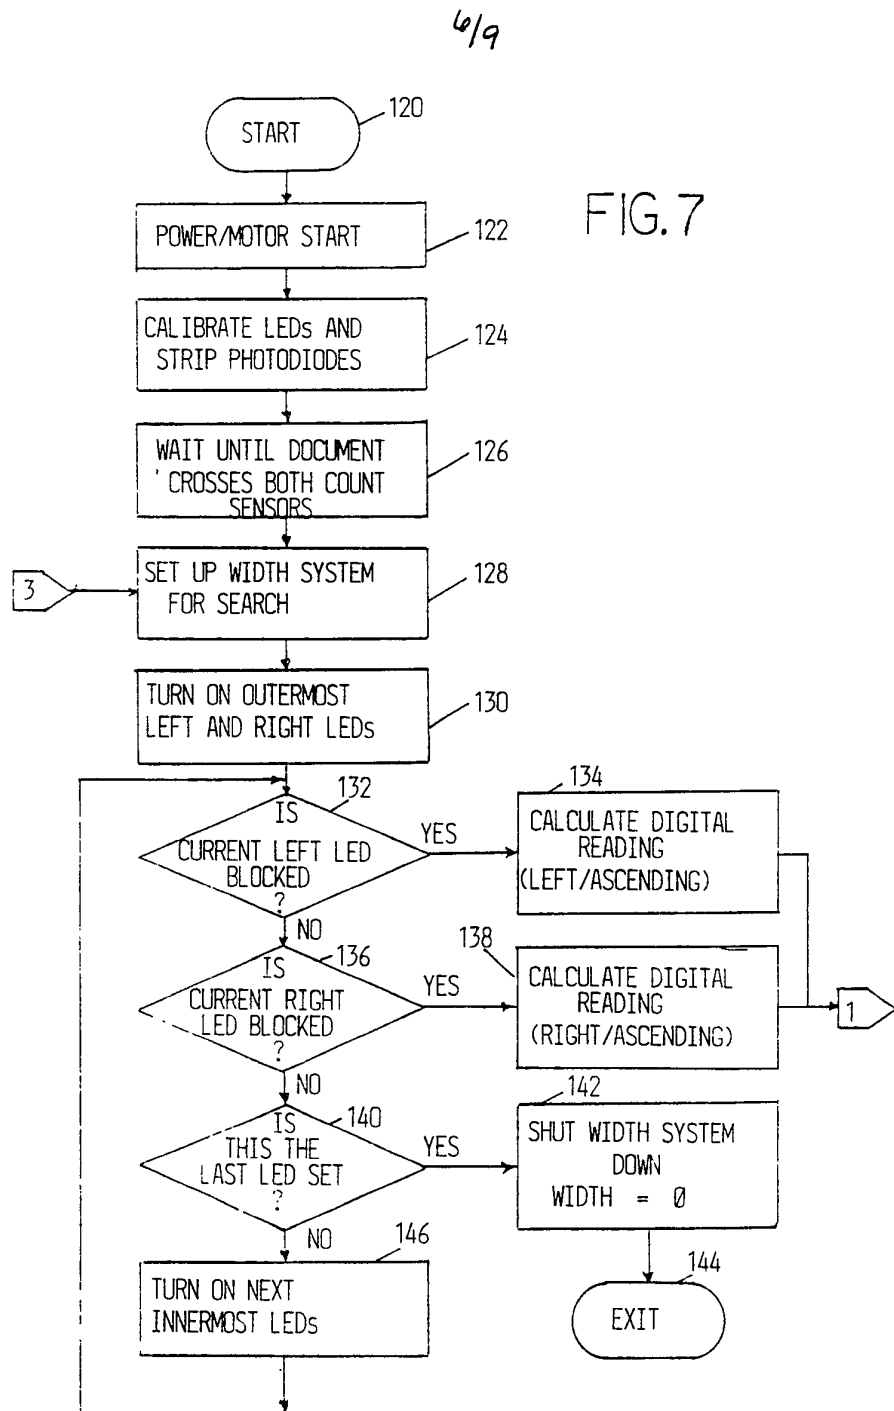 6/9
START
120
FIG. 7
POWER/MOTOR START
122
CALIBRATE LEDs AND
STRIP PHOTODIODES
124
WAIT UNTIL DOCUMENT
CROSSES BOTH COUNT
SENSORS
126
3
SET UP WIDTH SYSTEM
FOR SEARCH
128
TURN ON OUTERMOST
LEFT AND RIGHT LEDs
130
132
IS
CURRENT LEFT LED
BLOCKED
?
YES
NO
134
CALCULATE DIGITAL
READING
(LEFT/ASCENDING)
136
IS
CURRENT RIGHT
LED BLOCKED
?
YES
NO
138
CALCULATE DIGITAL
READING
(RIGHT/ASCENDING)
1
140
IS
THIS THE
LAST LED SET
?
YES
NO
142
SHUT WIDTH SYSTEM
DOWN
WIDTH = 0
146
TURN ON NEXT
INNERMOST LEDs
144
EXIT